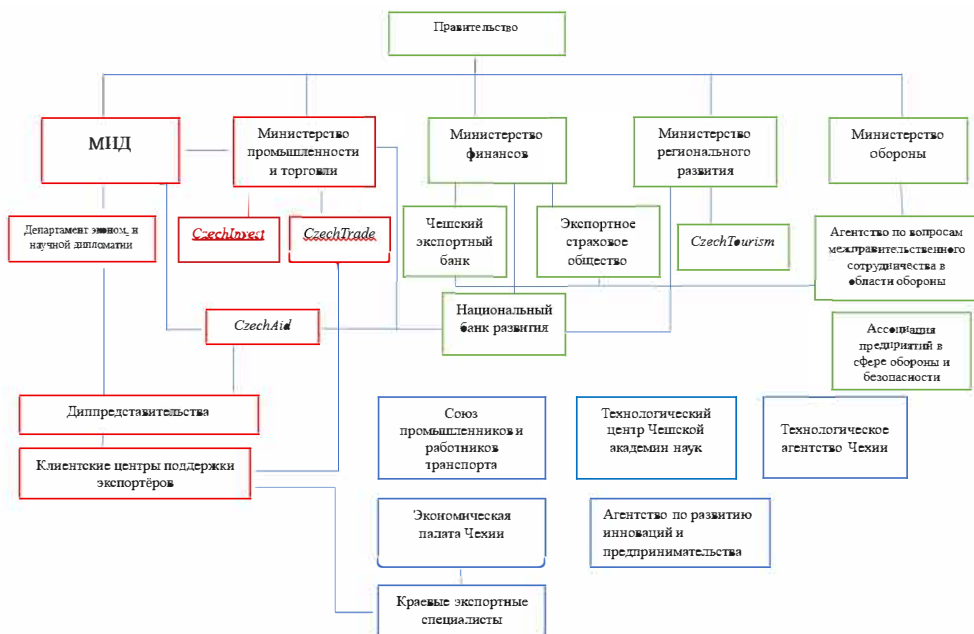 Правительство
МИД
Министерство
промышленности
и торговли
Министерство
финансов
Министерство
регионального
развития
Министерство
обороны
Департамент эконом. и
научной дипломатии
CzechInvest
CzechTrade
Чешский
экспортный
банк
Экспортное
страховое
общество
CzechTourism
Агентство по вопросам
межправительственного
сотрудничества в
области обороны
CzechAid
Национальный
банк развития
Ассоциация
предприятий в
сфере обороны и
безопасности
Диппредставительства
Союз
промышленников и
работников
транспорта
Технологический
центр Чешской
академии наук
Технологическое
агентство Чехии
Клиентские центры поддержки
экспортёров
Экономическая
палата Чехии
Агентство по развитию
инноваций и
предпринимательства
Краевые экспортные
специалисты